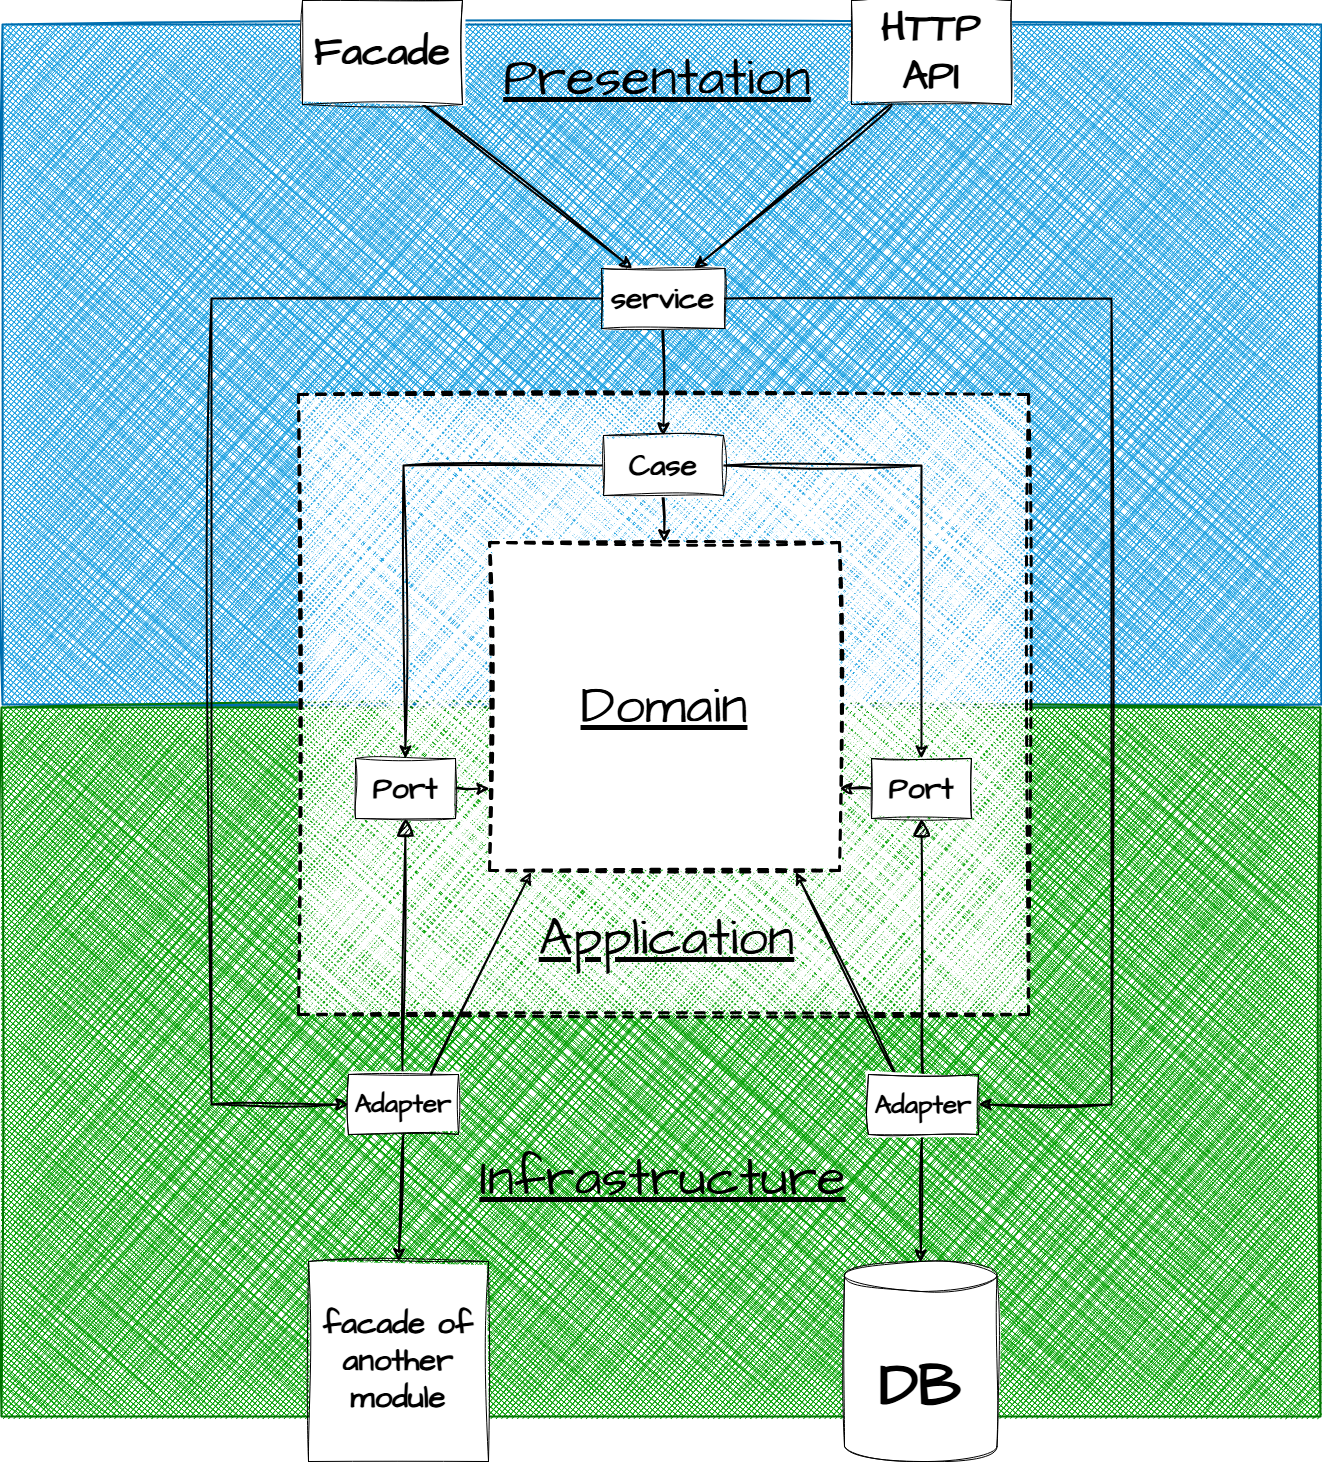 Facade
HTTP
API
Presentation
service
Case
Domain
Port
Port
Application
Adapter
Adapter
Infrastructure
facade of
another
module
DB